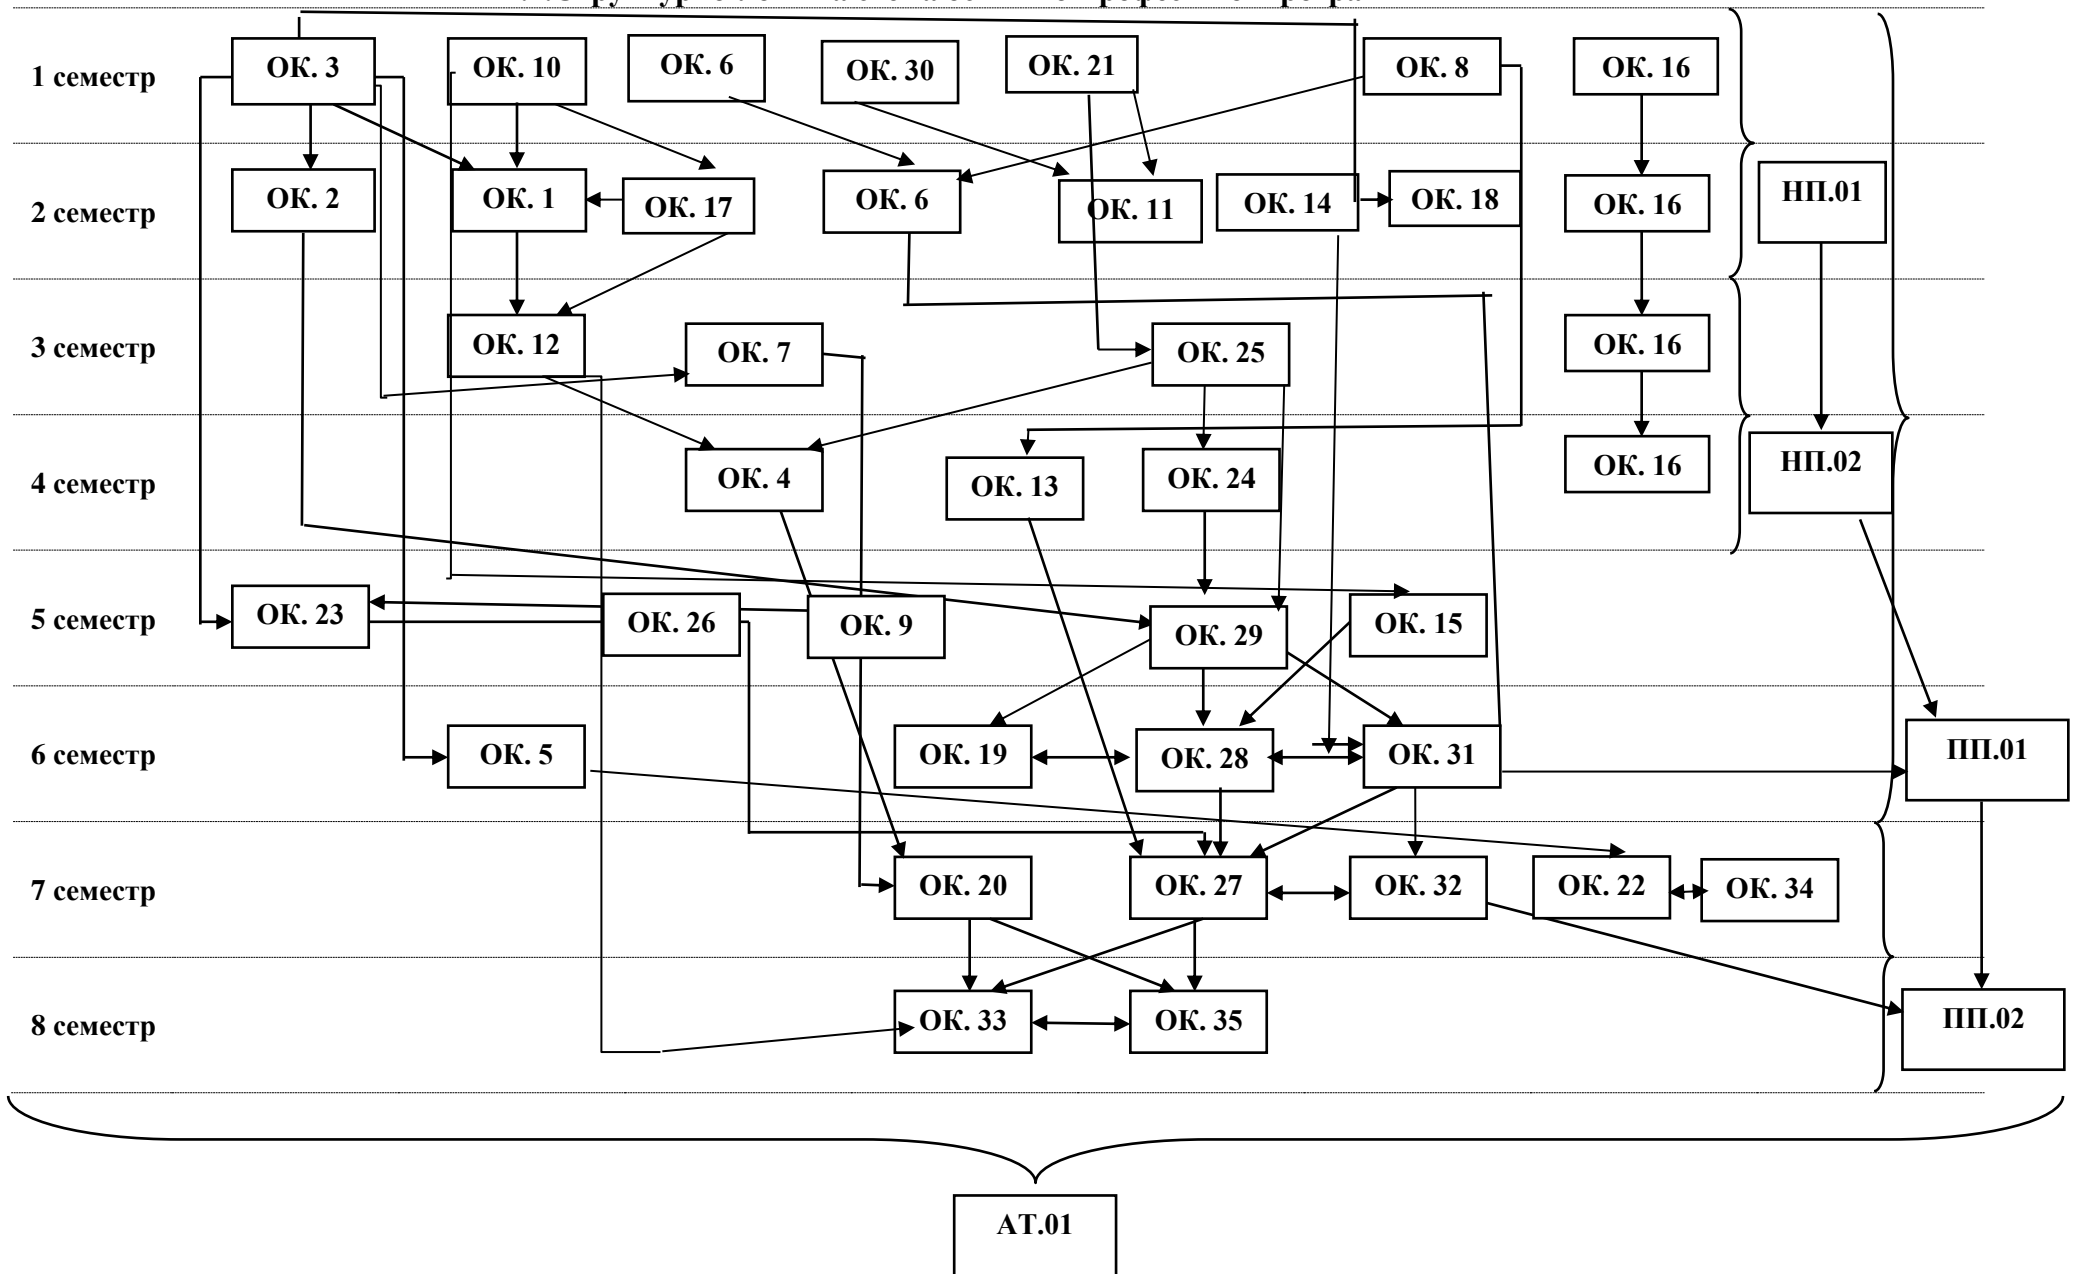 1 семестр
ОК. 3
ОК. 10
ОК. 6
ОК. 30
ОК. 21
ОК. 8
ОК. 16
2 семестр
ОК. 2
ОК. 1
ОК. 17
ОК. 6
ОК. 11
ОК. 14
ОК. 18
ОК. 16
НП.01
3 семестр
ОК. 12
ОК. 7
ОК. 25
ОК. 16
4 семестр
ОК. 4
ОК. 13
ОК. 24
ОК. 16
НП.02
5 семестр
ОК. 23
ОК. 26
ОК. 9
ОК. 29
ОК. 15
6 семестр
ОК. 5
ОК. 19
ОК. 28
ОК. 31
ПП.01
7 семестр
ОК. 20
ОК. 27
ОК. 32
ОК. 22
ОК. 34
8 семестр
ОК. 33
ОК. 35
ПП.02
АТ.01